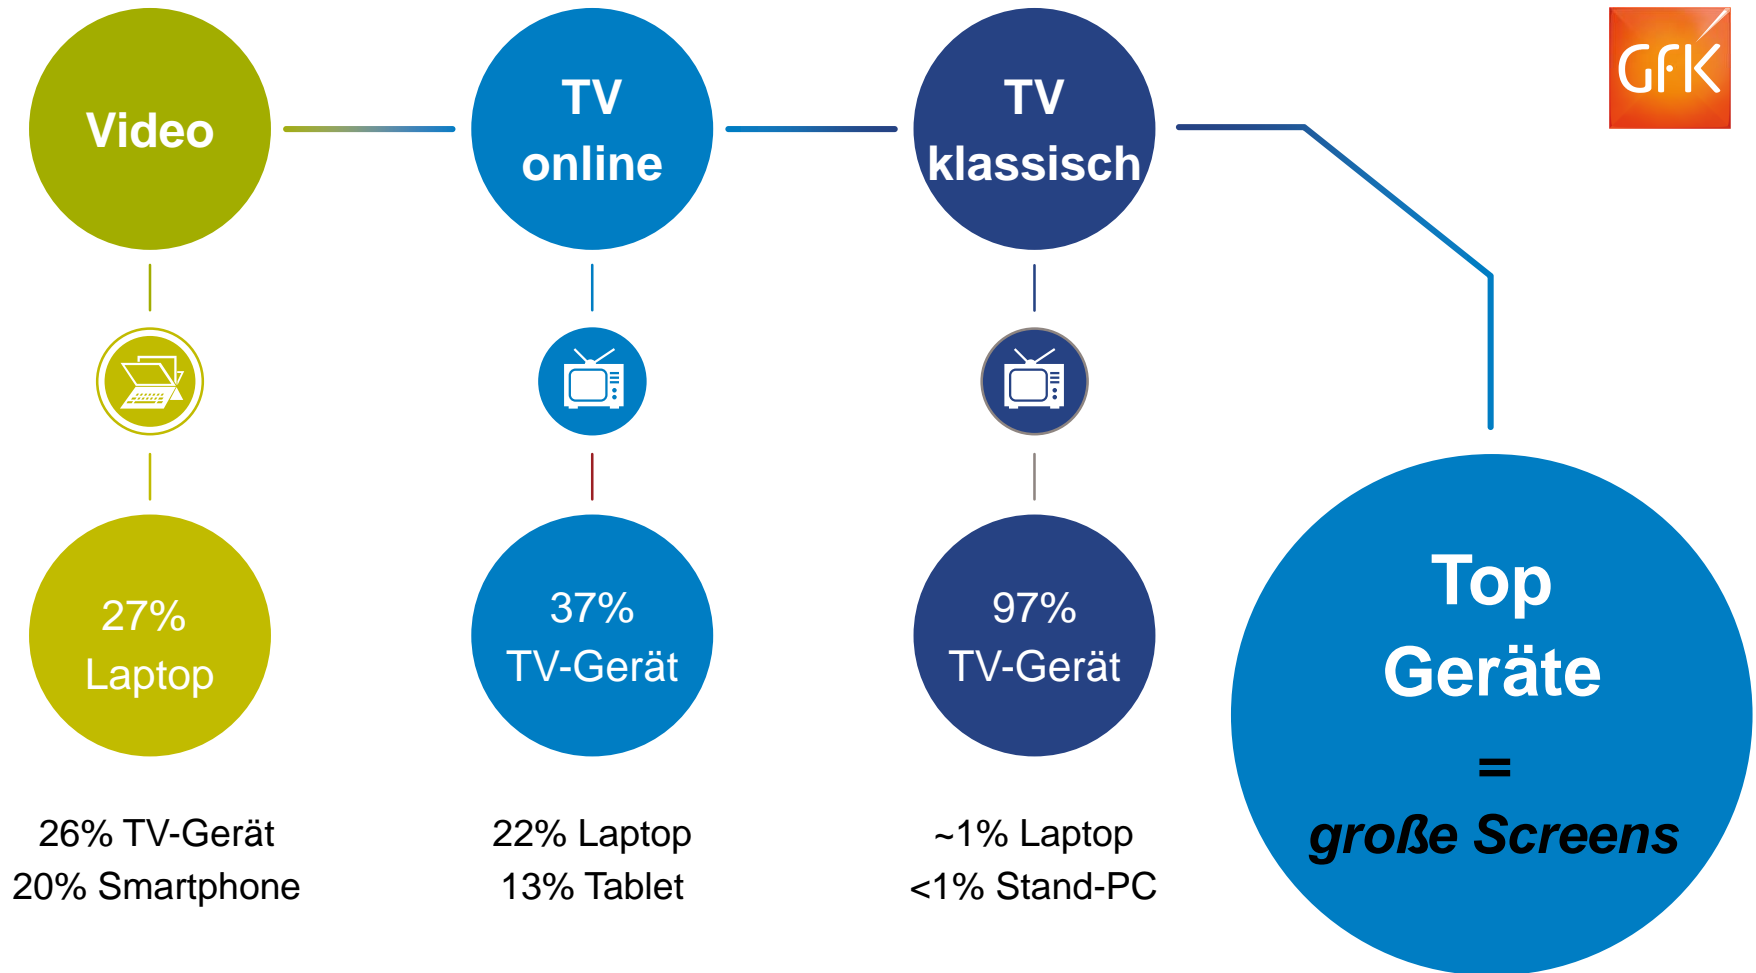 Video
TV
online
TV
klassisch
GfK
27%
Laptop
37%
TV-Gerät
97%
TV-Gerät
26% TV-Gerät
20% Smartphone
22% Laptop
13% Tablet
~1% Laptop
<1% Stand-PC
Top
Geräte
=
große Screens